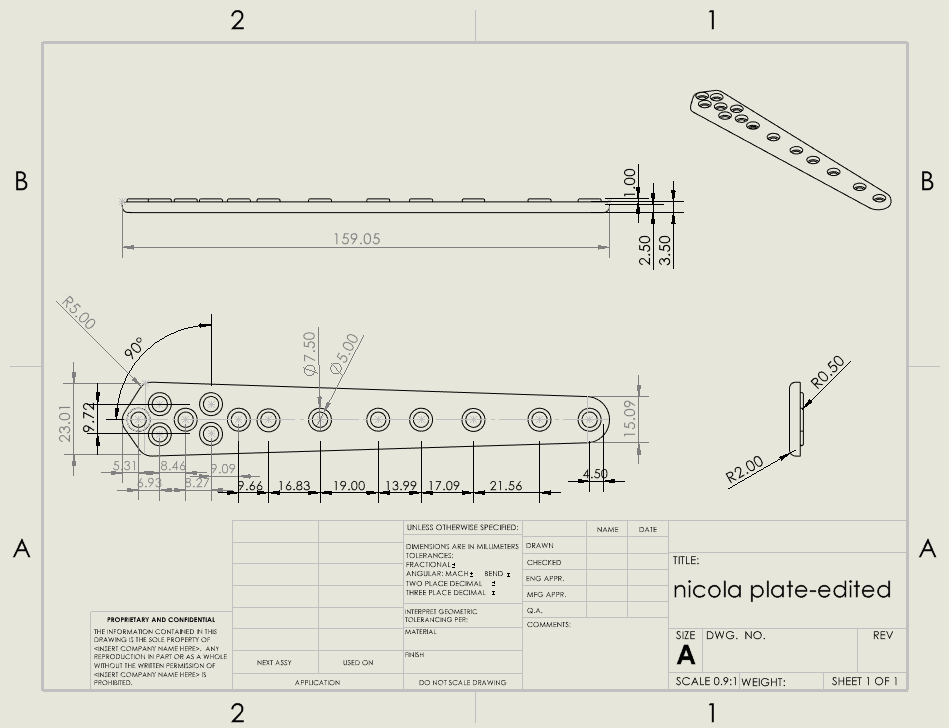 2
1
B
B
1.00
159.05
2.50
3.50
R5.00
90°
∅7.50
∅5.00
R0.50
23.01
9.72
15.09
5.31
8.46
9.09
6.93
8.27
9.66
16.83
19.00
13.99
17.09
21.56
4.50
R2.00
A
A
UNLESS OTHERWISE SPECIFIED:
DIMENSIONS ARE IN MILLIMETERS
TOLERANCES:
FRACTIONAL±
ANGULAR: MACH± BEND ±
TWO PLACE DECIMAL ±
THREE PLACE DECIMAL ±
INTERPRET GEOMETRIC
TOLERANCING PER:
MATERIAL
FINISH
DO NOT SCALE DRAWING
NAME
DATE
DRAWN
CHECKED
ENG APPR.
MFG APPR.
Q.A.
COMMENTS:
TITLE:
nicola plate-edited
SIZE
A
DWG. NO.
REV
SCALE 0.9:1
WEIGHT:
SHEET 1 OF 1
PROPRIETARY AND CONFIDENTIAL
THE INFORMATION CONTAINED IN THIS
DRAWING IS THE SOLE PROPERTY OF
<INSERT COMPANY NAME HERE>. ANY
REPRODUCTION IN PART OR AS A WHOLE
WITHOUT THE WRITTEN PERMISSION OF
<INSERT COMPANY NAME HERE> IS
PROHIBITED.
NEXT ASSY
USED ON
APPLICATION
2
1